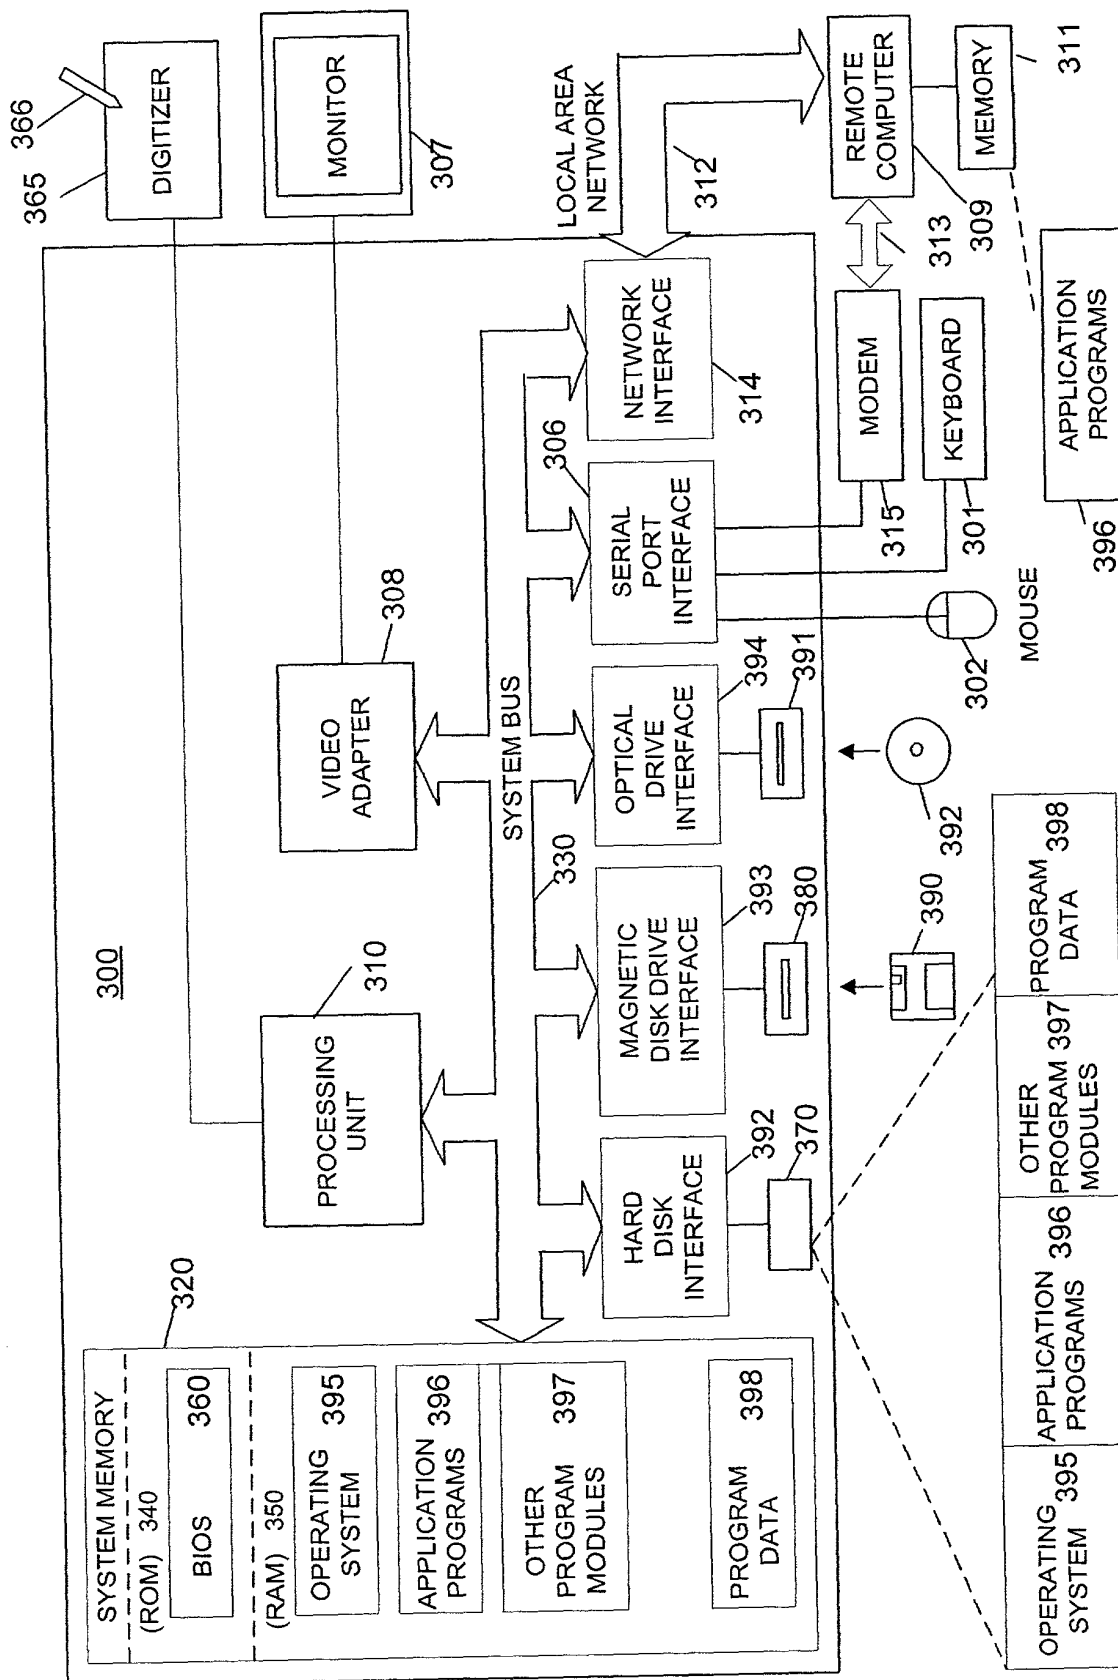 300
SYSTEM MEMORY
(ROM) 340
BIOS
360
(RAM) 350
OPERATING
SYSTEM
395
APPLICATION
PROGRAMS
396
OTHER
PROGRAM
MODULES
397
PROGRAM
DATA
398
320
PROCESSING
UNIT
310
VIDEO
ADAPTER
308
DIGITIZER
365
366
MONITOR
307
SYSTEM BUS
330
HARD
DISK
INTERFACE
392
370
MAGNETIC
DISK DRIVE
INTERFACE
393
380
OPTICAL
DRIVE
INTERFACE
394
391
SERIAL
PORT
INTERFACE
306
NETWORK
INTERFACE
314
LOCAL AREA
NETWORK
312
REMOTE
COMPUTER
309
MEMORY
311
313
MODEM
315
KEYBOARD
301
302
MOUSE
390
392
OPERATING
SYSTEM 395
APPLICATION
PROGRAMS 396
OTHER
PROGRAM 397
MODULES
PROGRAM
DATA 398
APPLICATION
PROGRAMS
396